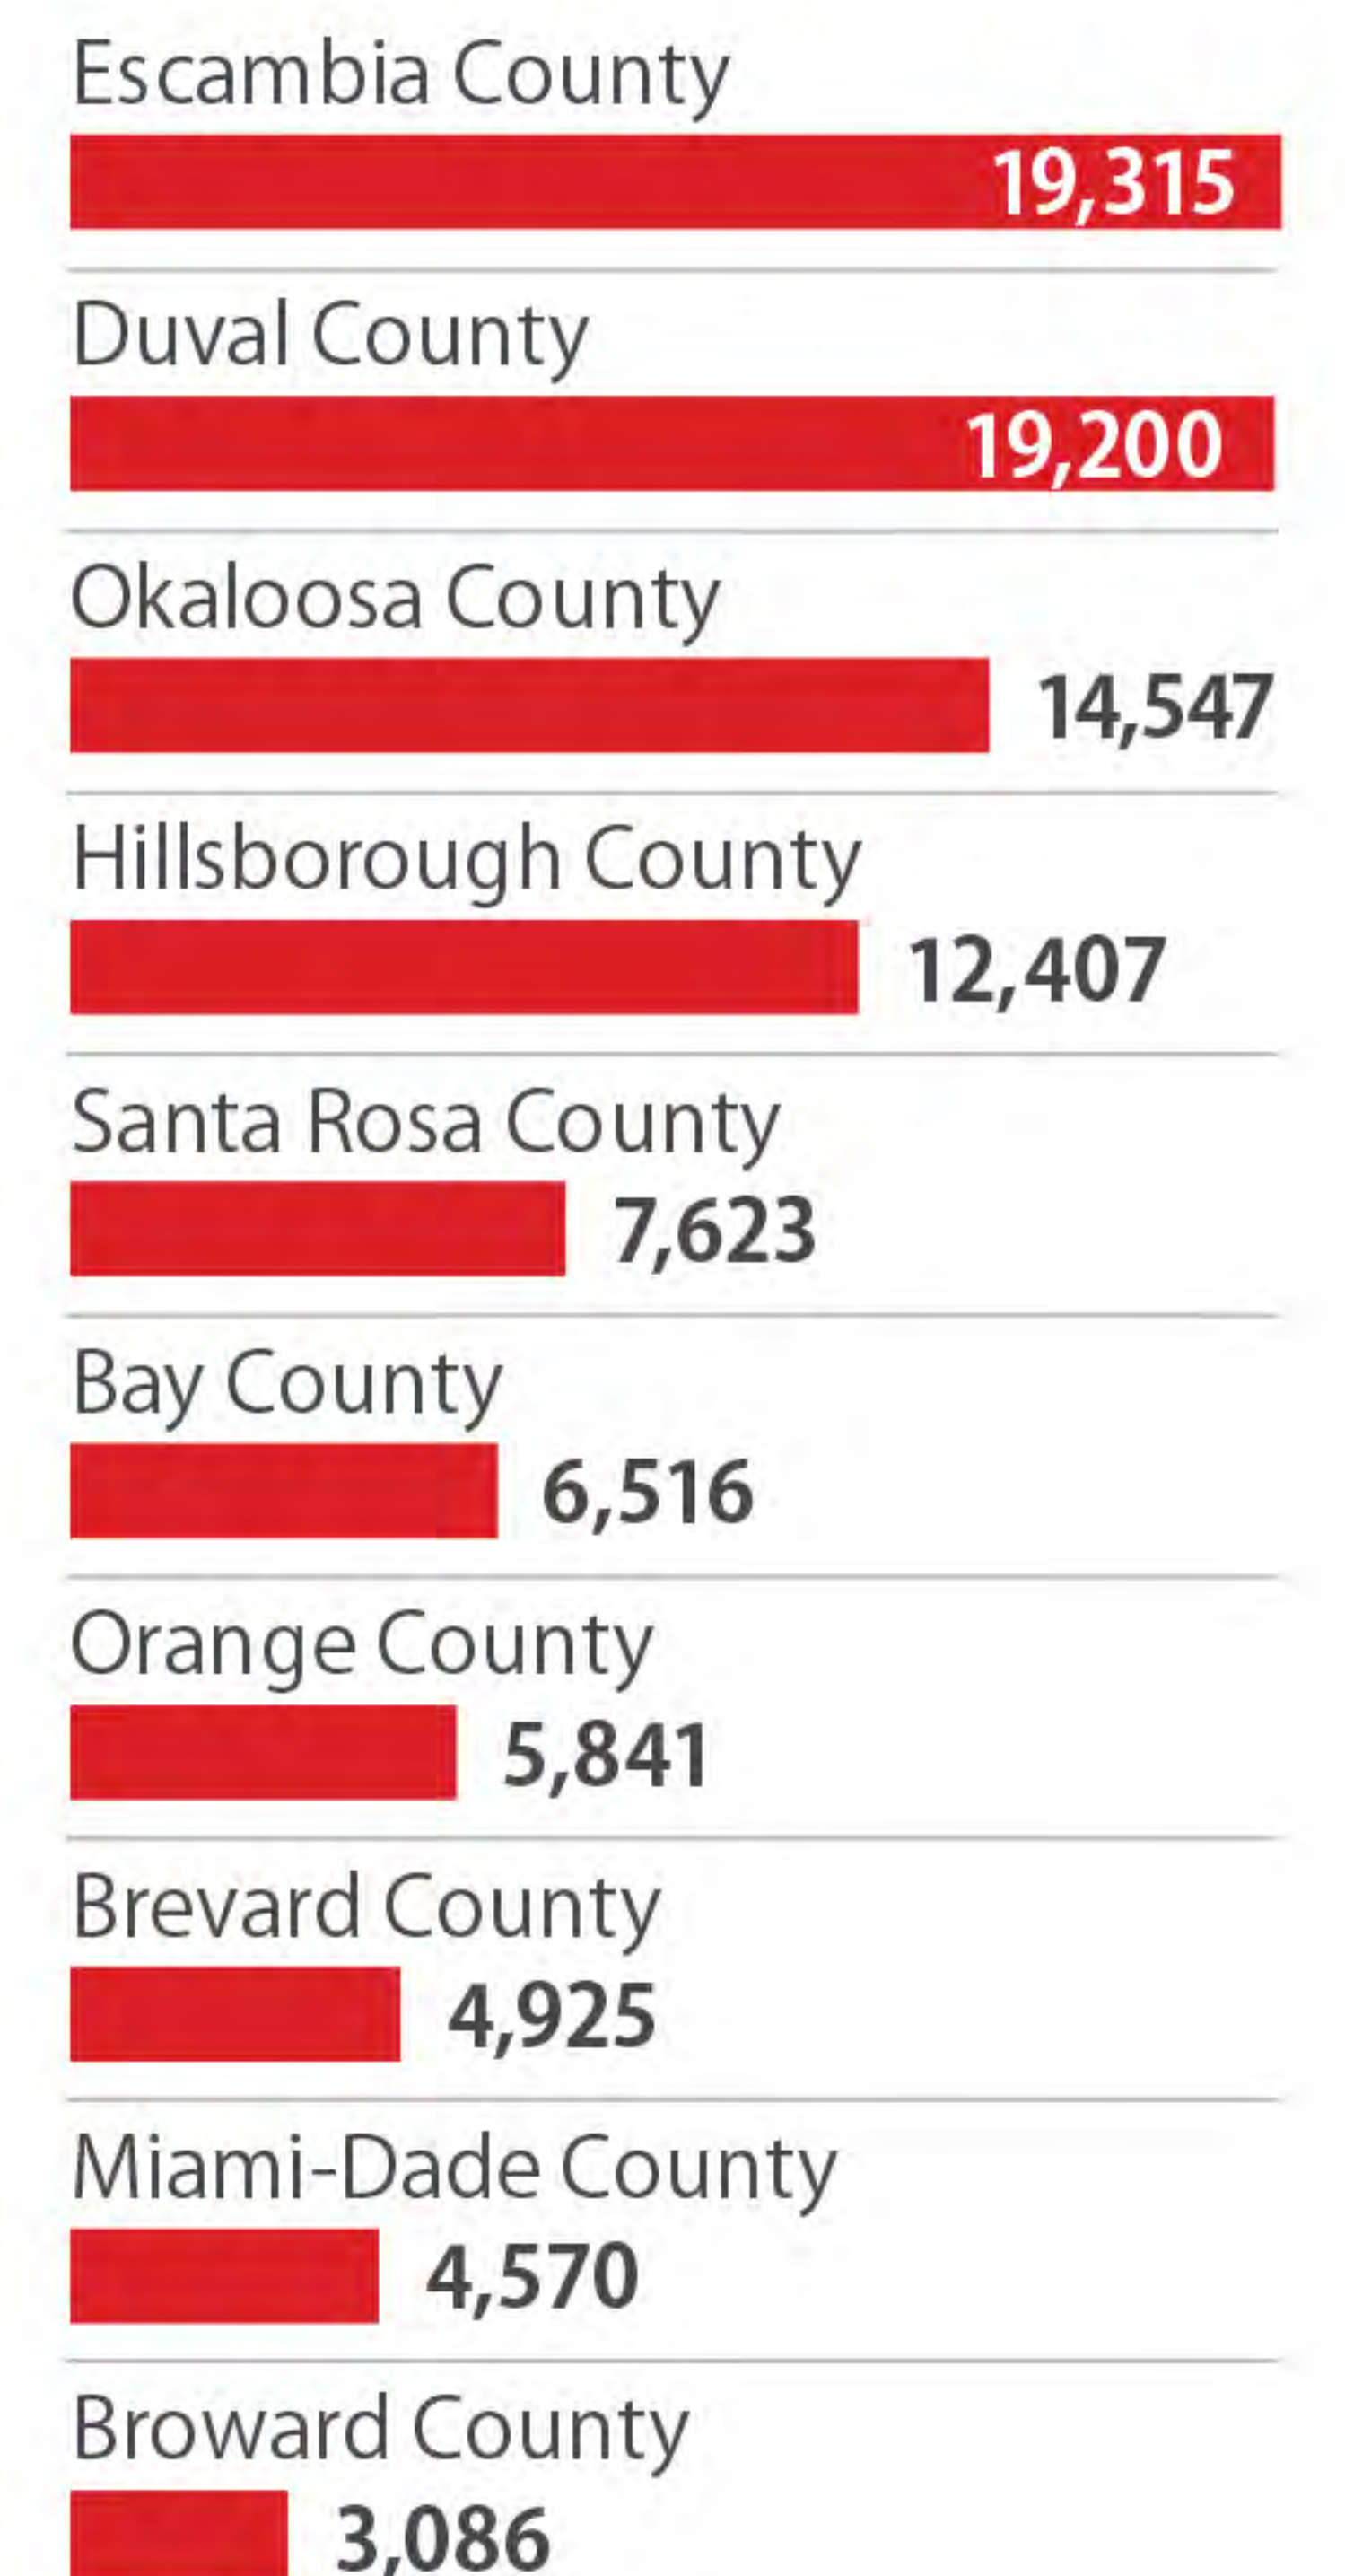 Escambia County
19,315
Duval County
19,200
Okaloosa County
14,547
Hillsborough County
12,407
Santa Rosa County
7,623
Bay County
6,516
Orange County
5,841
Brevard County
4,925
Miami-Dade County
4,570
Broward County
3,086